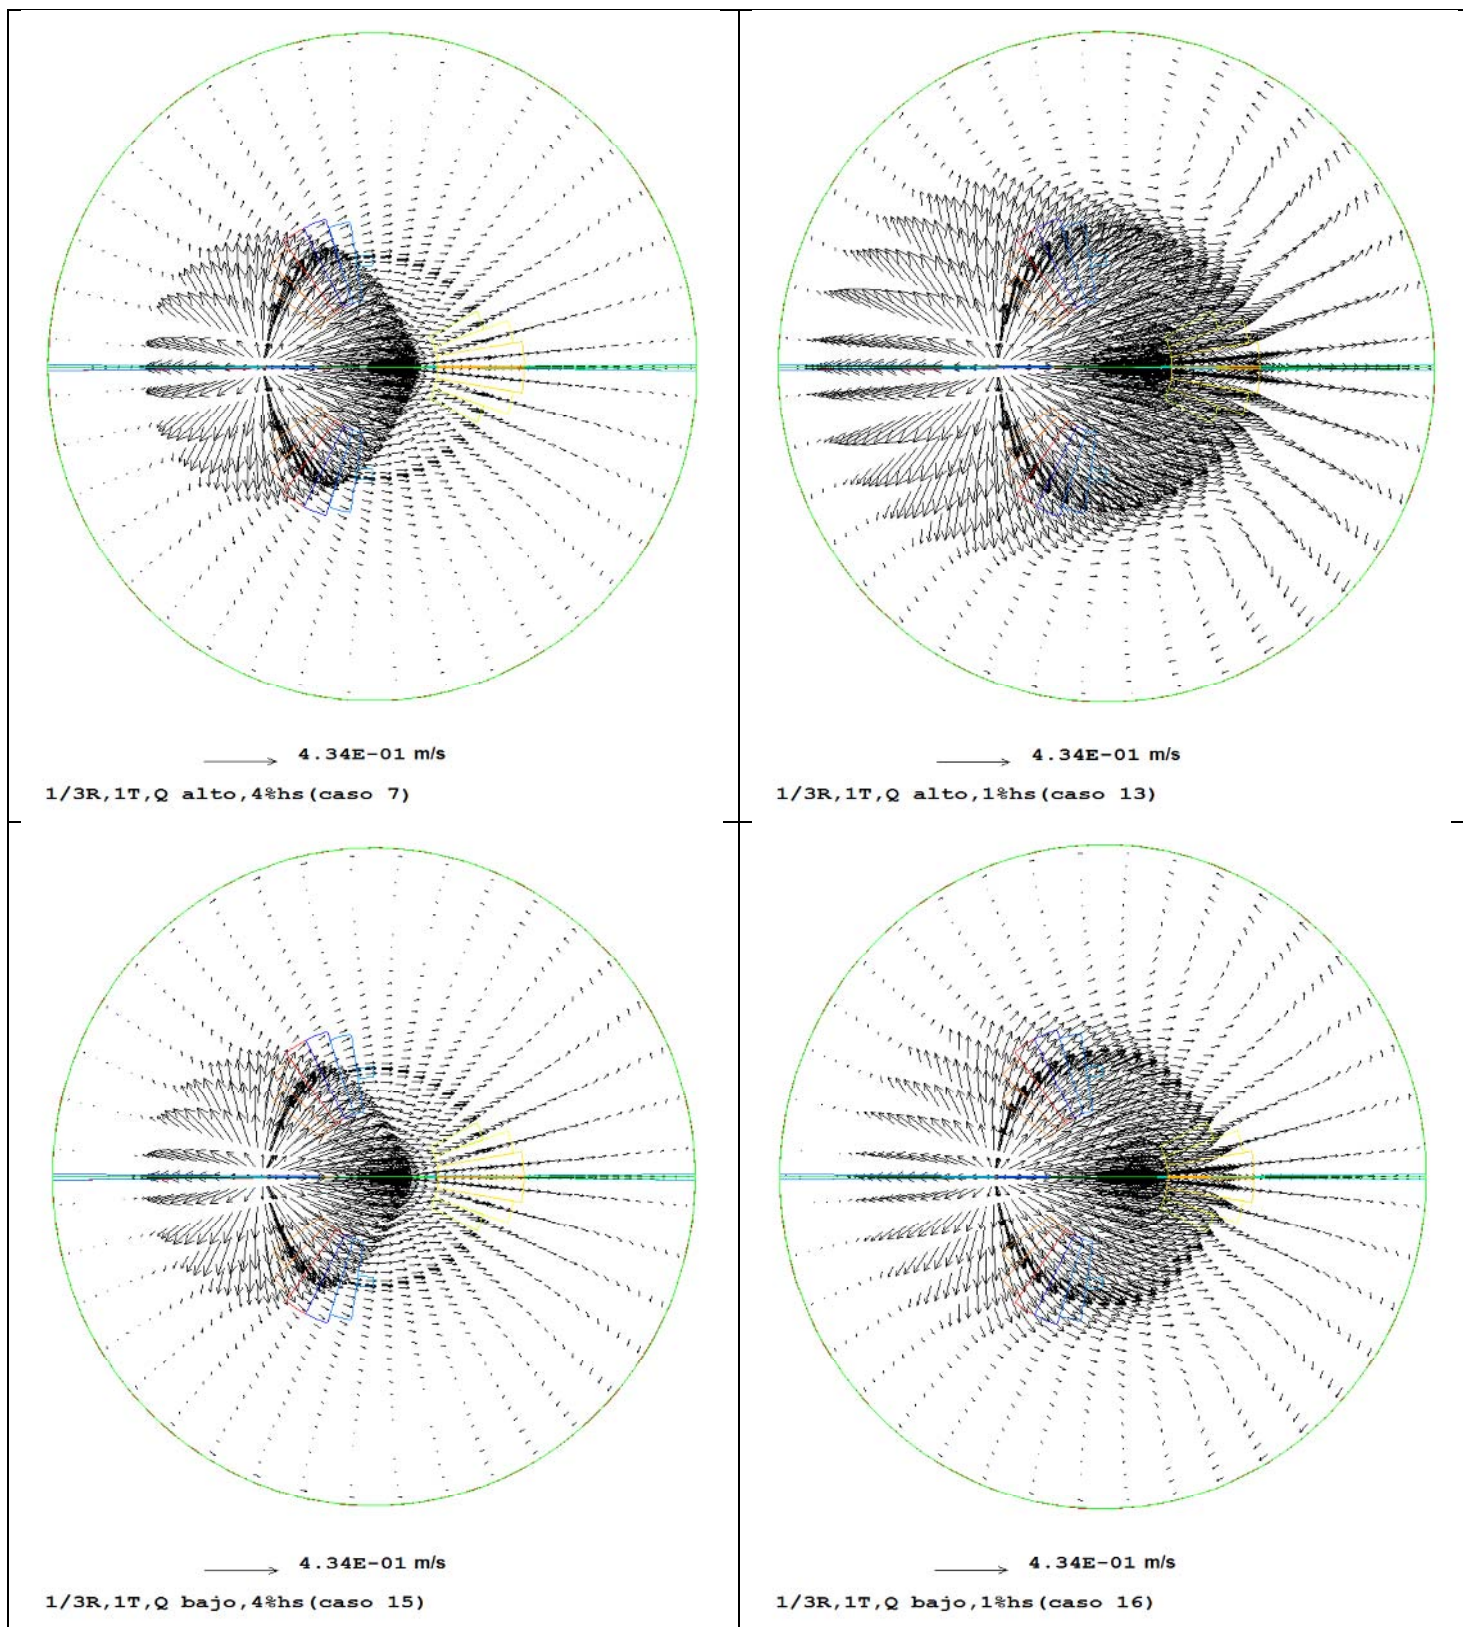 4.34E-01 m/s
1/3R,1T,Q alto,4%hs(caso 7)
4.34E-01 m/s
1/3R,1T,Q alto,1%hs(caso 13)
4.34E-01 m/s
1/3R,1T,Q bajo,4%hs(caso 15)
4.34E-01 m/s
1/3R,1T,Q bajo,1%hs(caso 16)